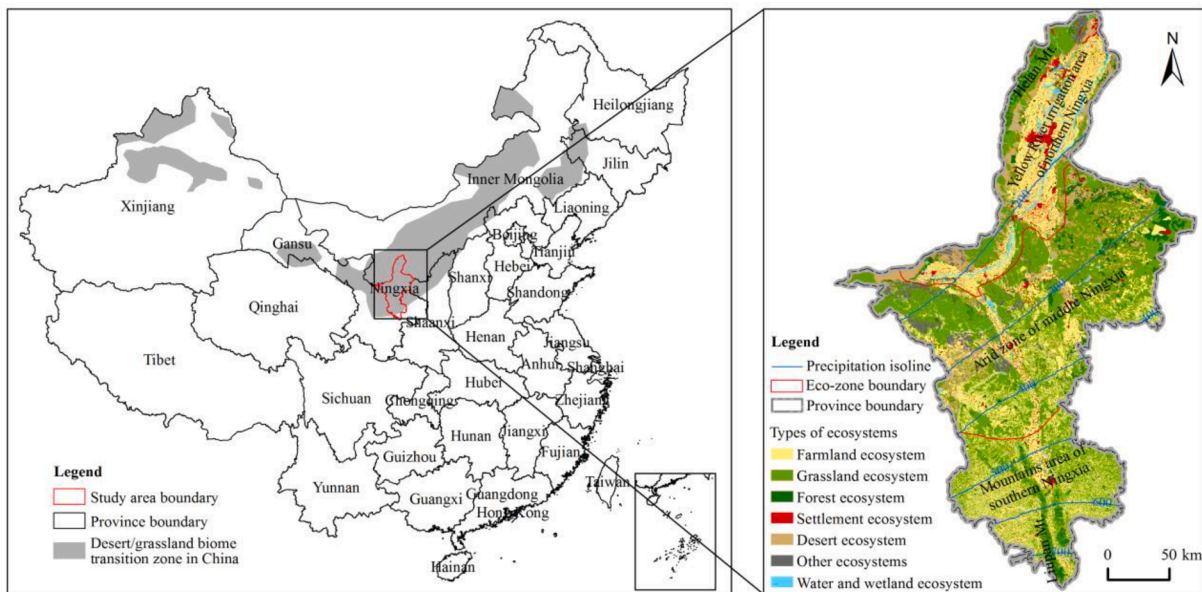 Heilongjiang
Jilin
Inner Mongolia
Liaoning
Xinjiang
Beijing
Gansu
Tianjin
Hebei
Shanxi
Ningxia
Shandong
Qinghai
Shaanxi
Henan
Jiangsu
Tibet
Anhui
Shanghai
Hubei
Sichuan
Chongqing
Zhejiang
Hunan
Jiangxi
Guizhou
Fujian
Yunnan
Taiwan
Guangxi
Guangdong
Hong Kong
Hainan
Legend
Study area boundary
Province boundary
Desert/grassland biome
transition zone in China
N
Helan Mt.
Yellow River irrigation area
of northern Ningxia
200
Arid zone of middle Ningxia
400
Mountains area of
southern Ningxia
600
700
Legend
Precipitation isoline
Eco-zone boundary
Province boundary
Types of ecosystems
Farmland ecosystem
Grassland ecosystem
Forest ecosystem
Settlement ecosystem
Desert ecosystem
Other ecosystems
Water and wetland ecosystem
0 50 km